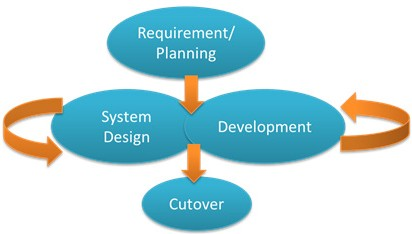 Requirement/
Planning
System
Design
Development
Cutover